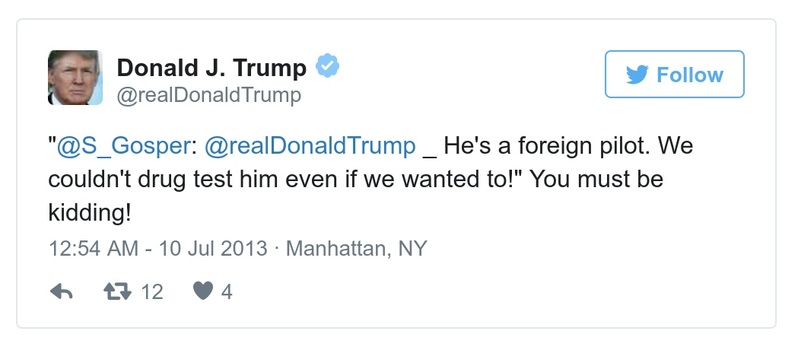 Donald J. Trump
@realDonaldTrump
Follow
"@S_Gosper: @realDonaldTrump _ He's a foreign pilot. We
couldn't drug test him even if we wanted to!" You must be
kidding!
12:54 AM - 10 Jul 2013 · Manhattan, NY
12 4